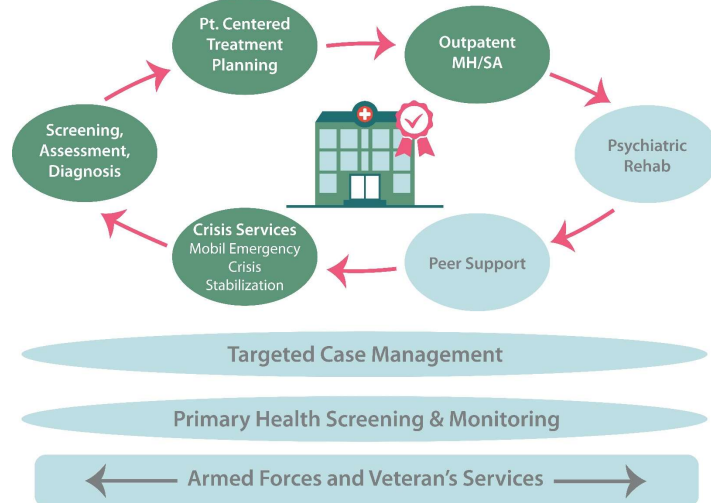 Pt. Centered
Treatment
Planning
Outpatent
MH/SA
Psychiatric
Rehab
Peer Support
Crisis Services
Mobil Emergency
Crisis
Stabilization
Screening,
Assessment,
Diagnosis
Targeted Case Management
Primary Health Screening & Monitoring
Armed Forces and Veteran’s Services